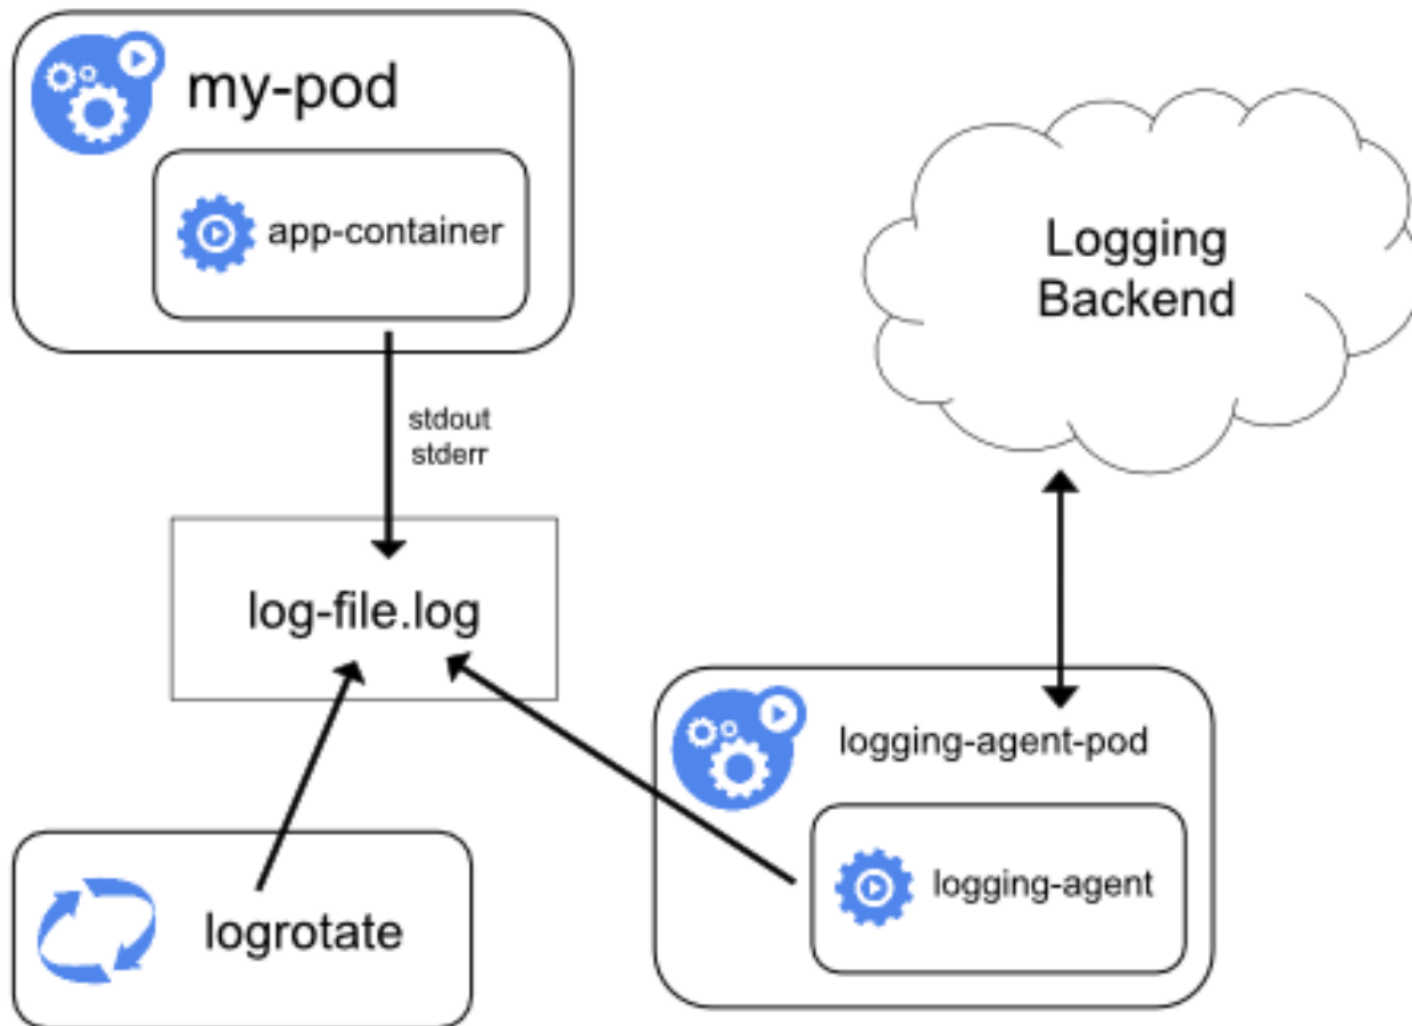 my-pod
app-container
stdout
stderr
log-file.log
logrotate
Logging
Backend
logging-agent-pod
logging-agent